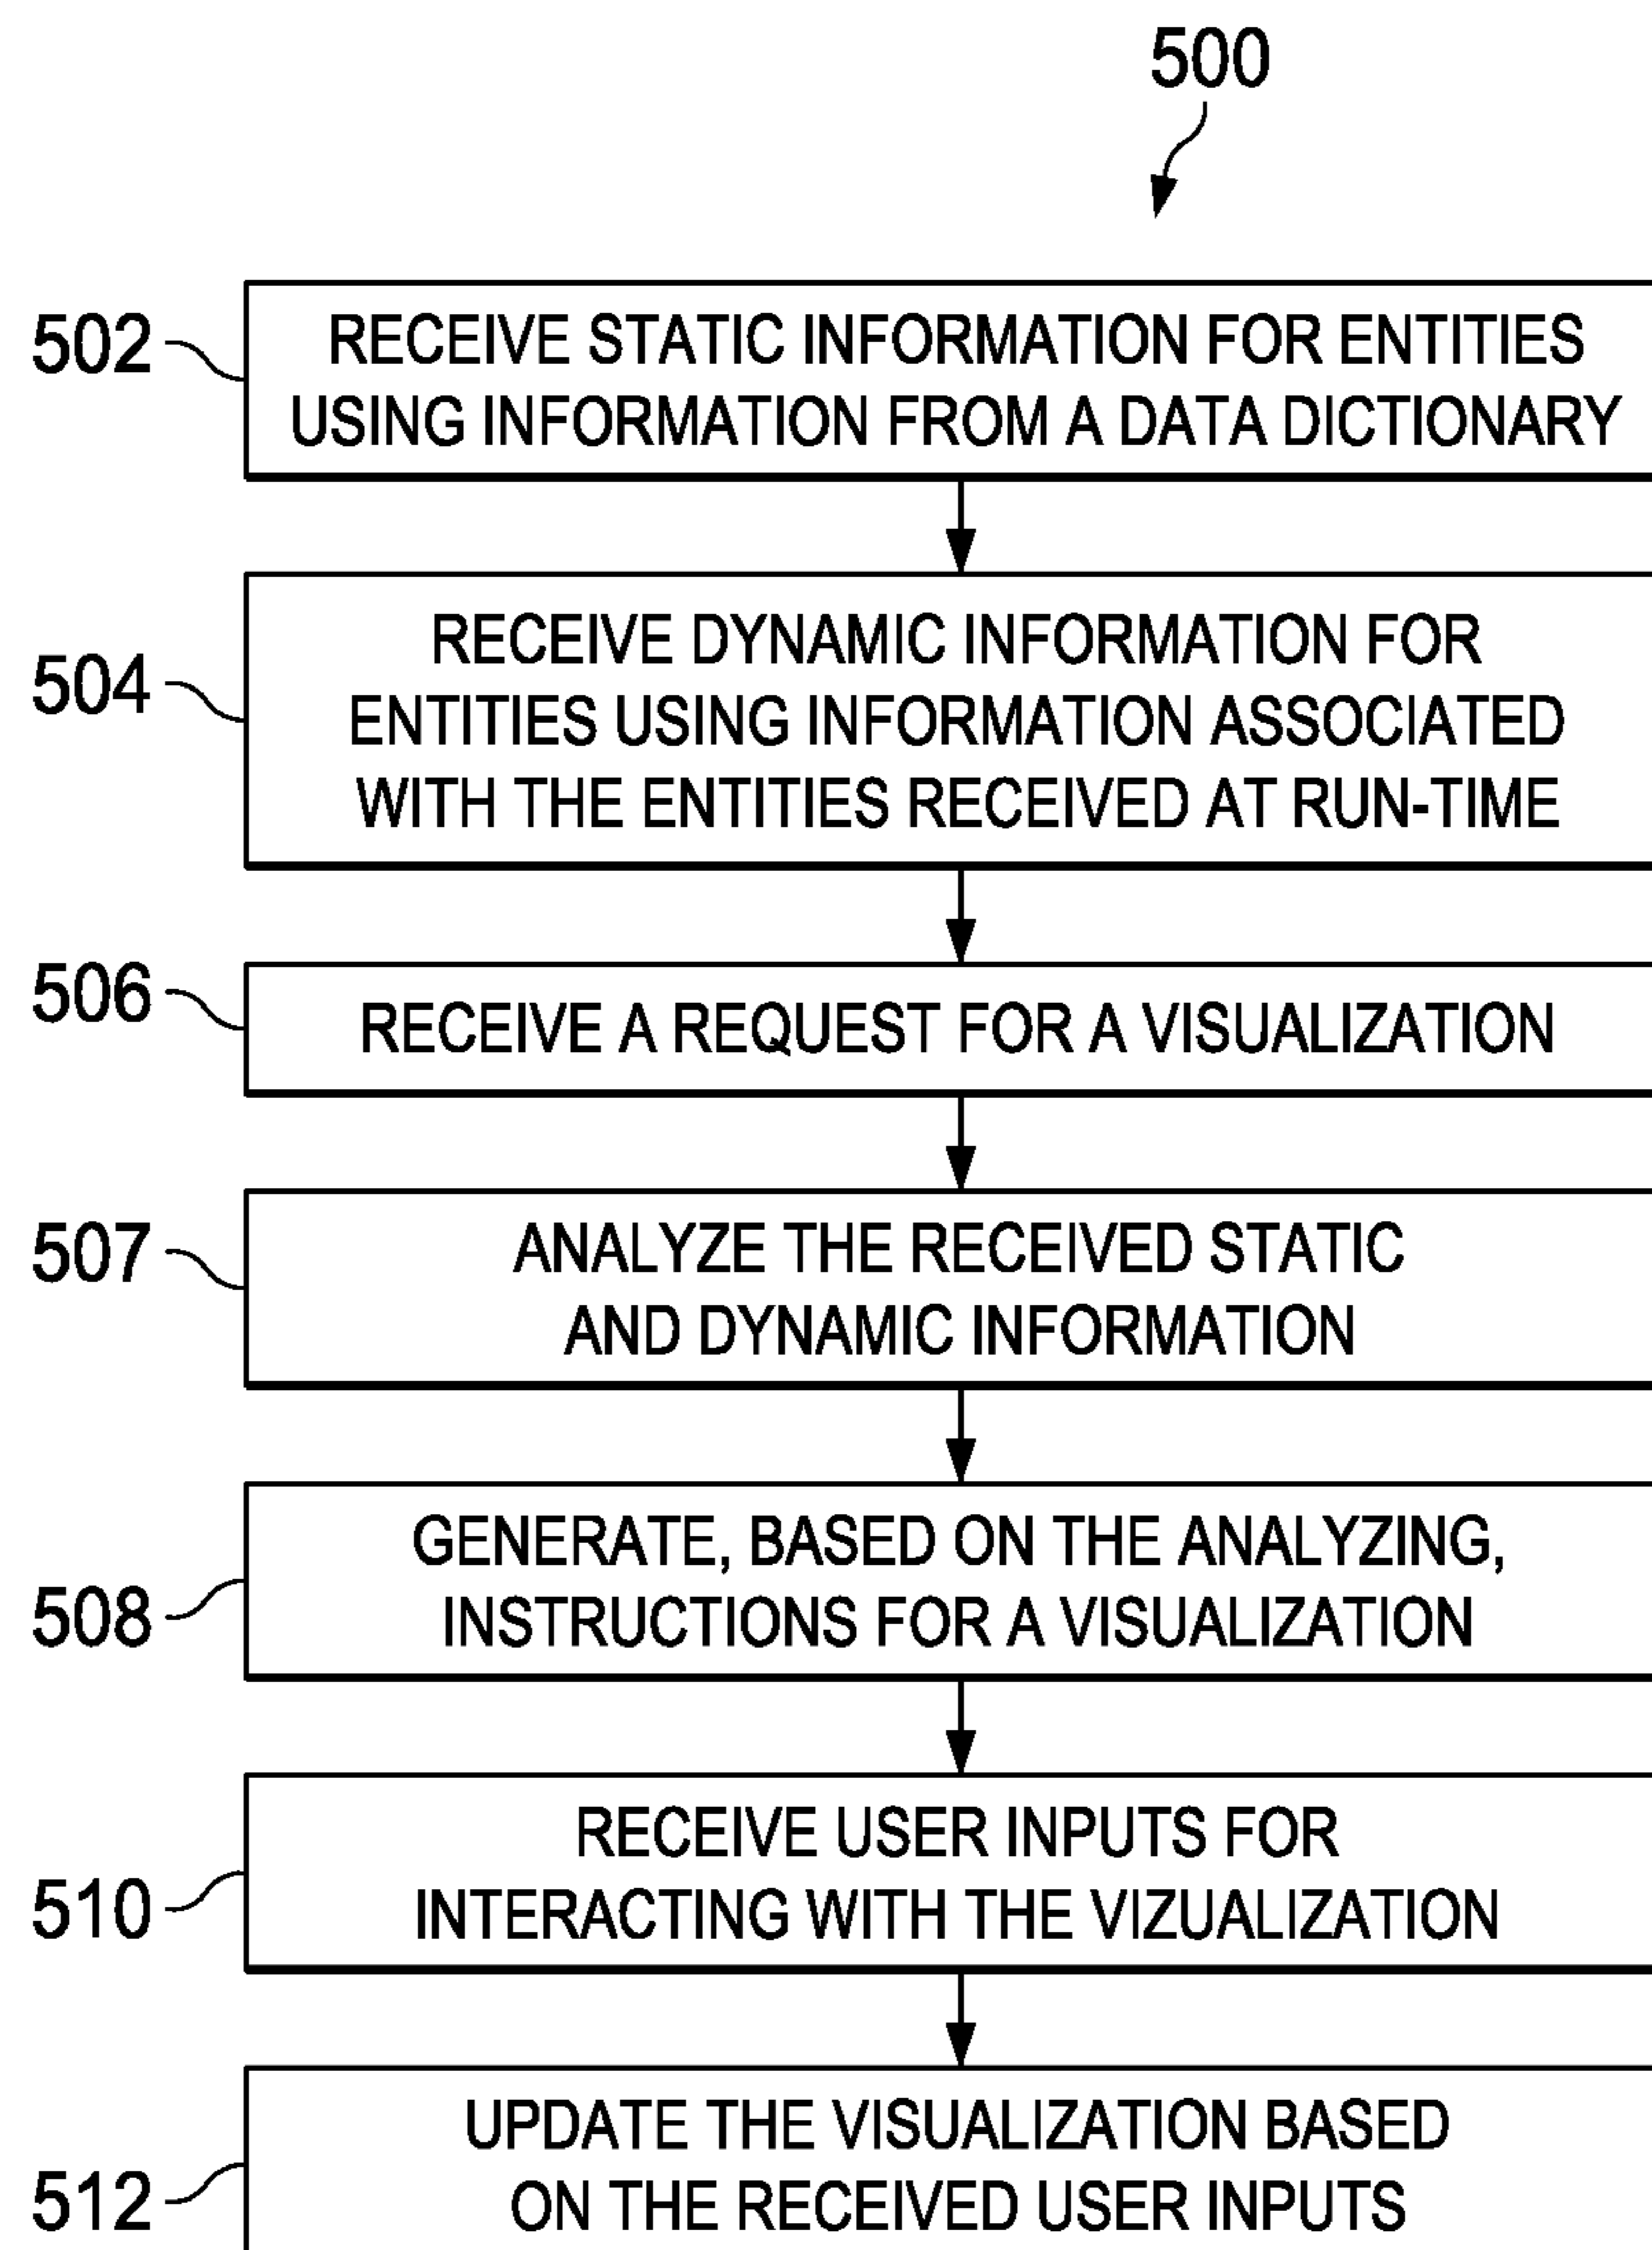 500
502
RECEIVE STATIC INFORMATION FOR ENTITIES
USING INFORMATION FROM A DATA DICTIONARY
504
RECEIVE DYNAMIC INFORMATION FOR
ENTITIES USING INFORMATION ASSOCIATED
WITH THE ENTITIES RECEIVED AT RUN-TIME
506
RECEIVE A REQUEST FOR A VISUALIZATION
507
ANALYZE THE RECEIVED STATIC
AND DYNAMIC INFORMATION
508
GENERATE, BASED ON THE ANALYZING,
INSTRUCTIONS FOR A VISUALIZATION
510
RECEIVE USER INPUTS FOR
INTERACTING WITH THE VIZUALIZATION
512
UPDATE THE VISUALIZATION BASED
ON THE RECEIVED USER INPUTS